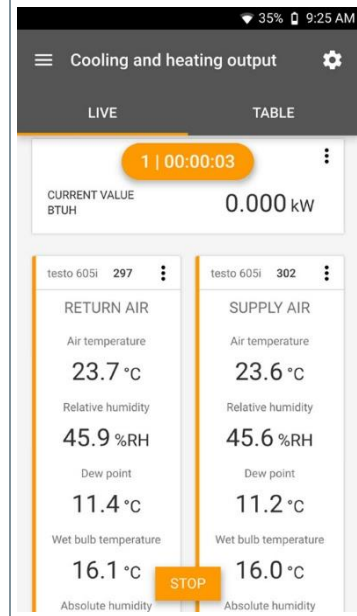 35% 9:25 AM
Cooling and heating output
LIVE TABLE
1 | 00:00:03
CURRENT VALUE
BTUH
0.000 kW
testo 605i 297
RETURN AIR
Air temperature
23.7 °C
Relative humidity
45.9 %RH
Dew point
11.4 °C
Wet bulb temperature
16.1 °C
Absolute humidity
testo 605i 302
SUPPLY AIR
Air temperature
23.6 °C
Relative humidity
45.6 %RH
Dew point
11.2 °C
Wet bulb temperature
16.0 °C
Absolute humidity
STOP